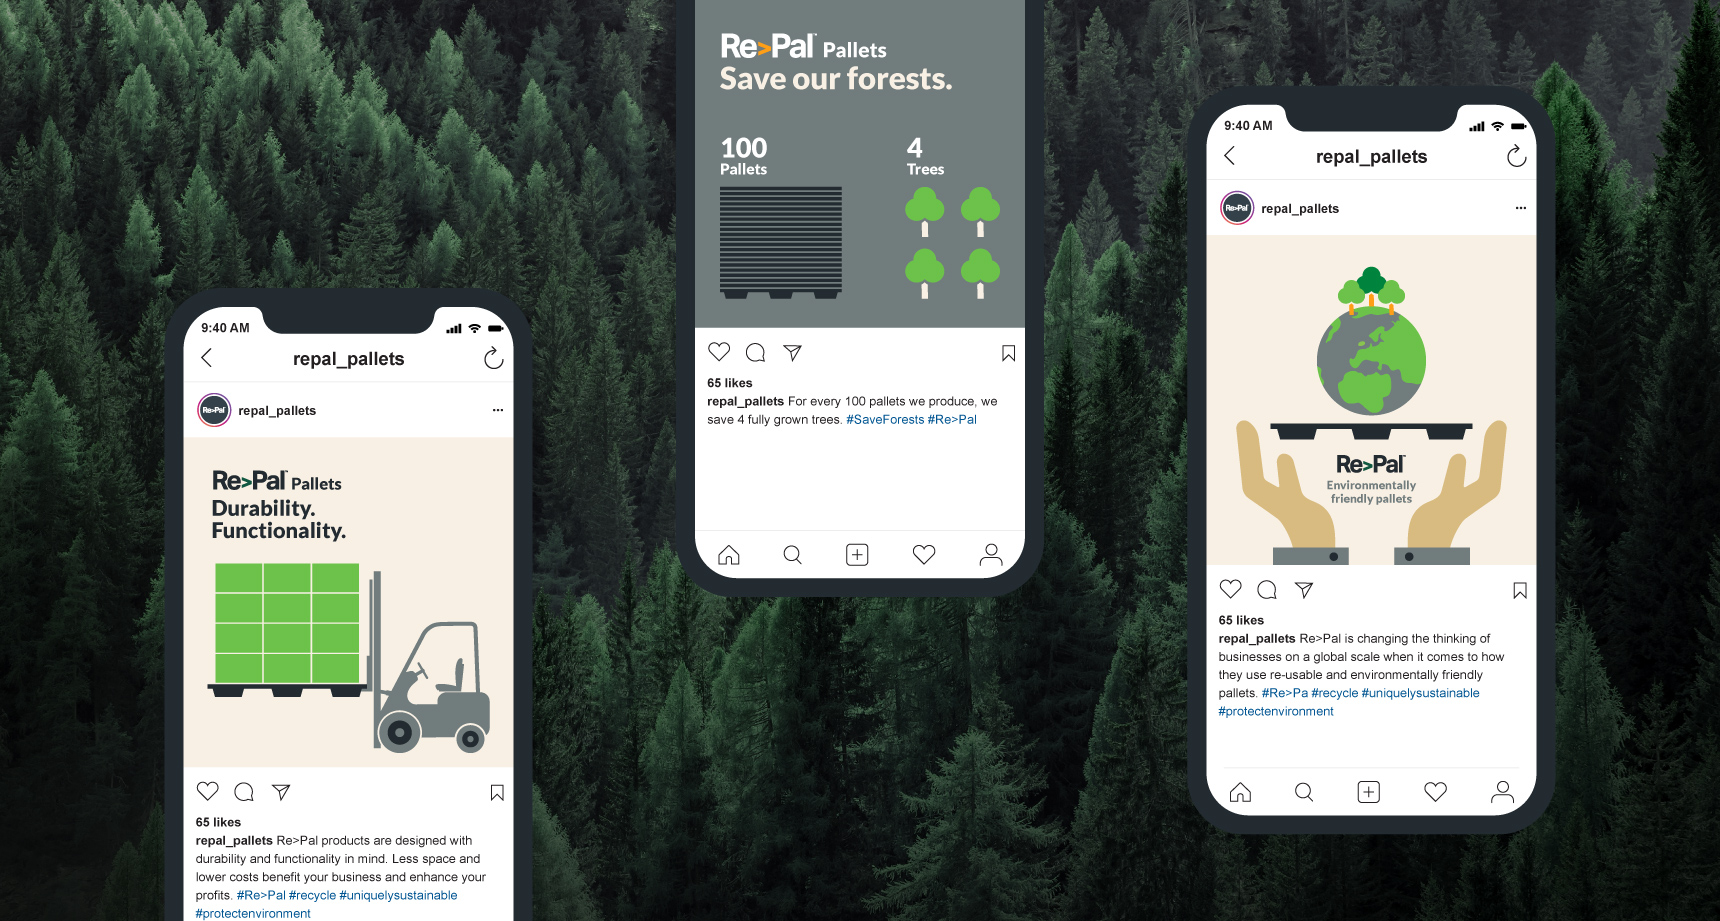 9:40 AM
repal_pallets
Re>Pal
repal_pallets
Re>Pal™ Pallets
Durability.
Functionality.
65 likes
repal_pallets Re>Pal products are designed with
durability and functionality in mind. Less space and
lower costs benefit your business and enhance your
profits. #Re>Pal #recycle #uniquelysustainable
#protectenvironment
Re>Pal™ Pallets
Save our forests.
100
Pallets
4
Trees
65 likes
repal_pallets For every 100 pallets we produce, we
save 4 fully grown trees. #SaveForests #Re>Pal
9:40 AM
repal_pallets
Re>Pal
repal_pallets
Re>Pal™
Environmentally
friendly pallets
65 likes
repal_pallets Re>Pal is changing the thinking of
businesses on a global scale when it comes to how
they use re-usable and environmentally friendly
pallets. #Re>Pa #recycle #uniquelysustainable
#protectenvironment